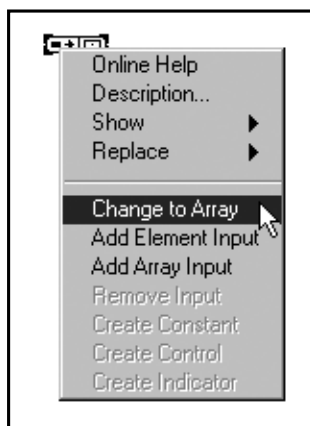 Online Help
Description...
Show
Replace
Change to Array
Add Element Input
Add Array Input
Remove Input
Create Constant
Create Control
Create Indicator